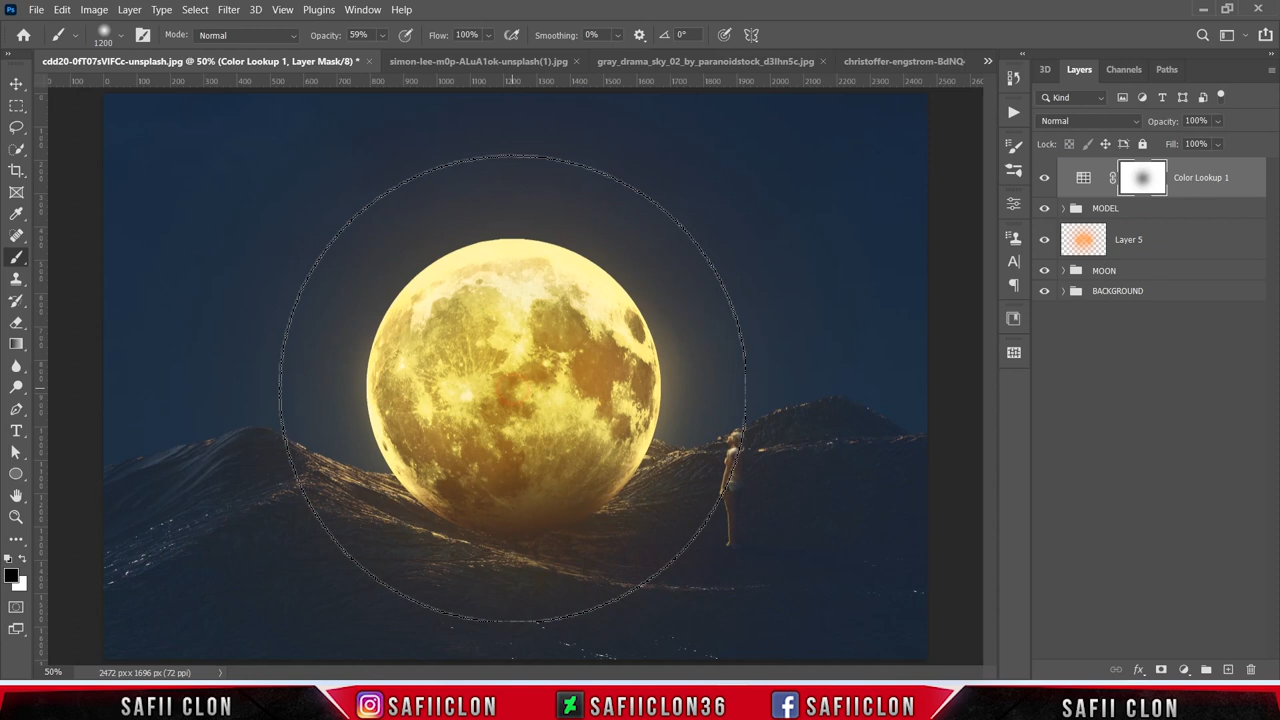 Ps File Edit Image Layer Type Select Filter 3D View Plugins Window Help
1200 Mode: Normal Opacity: 59% Flow: 100% Smoothing: 0% 0°
cdd20-0fT07sVlFCc-unsplash.jpg @ 50% (Color Lookup 1, Layer Mask/8) * × simon-lee-m0p-ALuA1ok-unsplash(1).jpg × gray_drama_sky_02_by_paranoidstock_d3lhn5c.jpg × christoffer-engstrom-BdNQ
3D Layers Channels Paths
Kind
Normal Opacity: 100%
Lock: Fill: 100%
Color Lookup 1
MODEL
Layer 5
MOON
BACKGROUND
50% 2472 px x 1696 px (72 ppi)
SAFII CLON SAFIICLON SAFIICLON36 SAFIICLON SAFII CLON